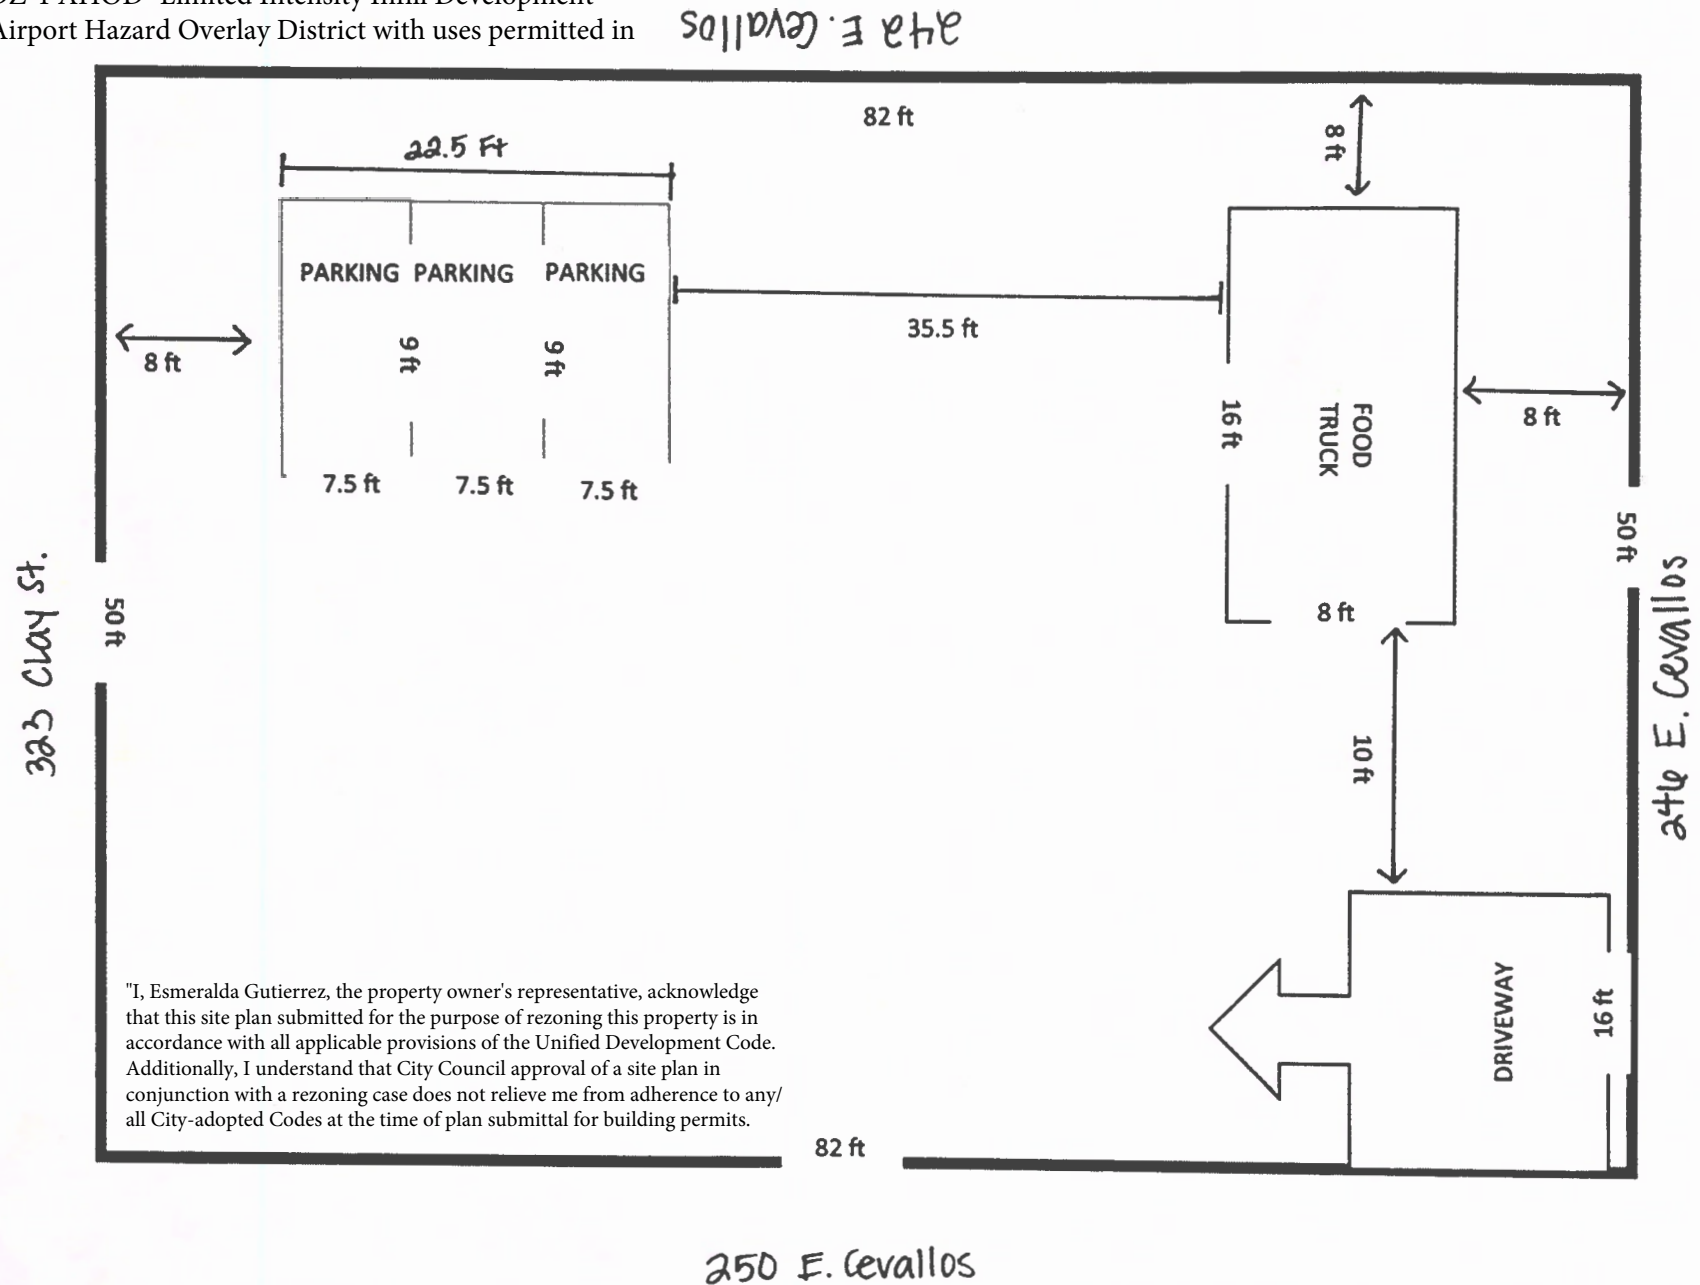 Airport Hazard Overlay District with uses permitted in
242 E. Cevallos
82 ft
8 ft
22.5 Ft
PARKING PARKING PARKING
35.5 ft
8 ft
9 ft
9 ft
16 ft
FOOD
TRUCK
8 ft
7.5 ft
7.5 ft
7.5 ft
50 ft
246 E. Cevallos
323 Clay St.
50 ft
8 ft
10 ft
DRIVEWAY
16 ft
"I, Esmeralda Gutierrez, the property owner's representative, acknowledge
that this site plan submitted for the purpose of rezoning this property is in
accordance with all applicable provisions of the Unified Development Code.
Additionally, I understand that City Council approval of a site plan in
conjunction with a rezoning case does not relieve me from adherence to any/
all City-adopted Codes at the time of plan submittal for building permits.
82 ft
250 E. Cevallos